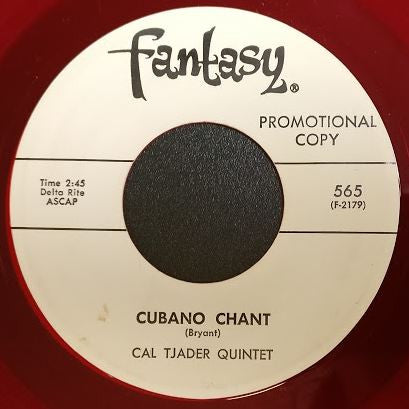 Fantasy®
PROMOTIONAL
COPY
Time 2:45
Delta Rite
ASCAP
565
(F-2179)
CUBANO CHANT
(Bryant)
CAL TJADER QUINTET